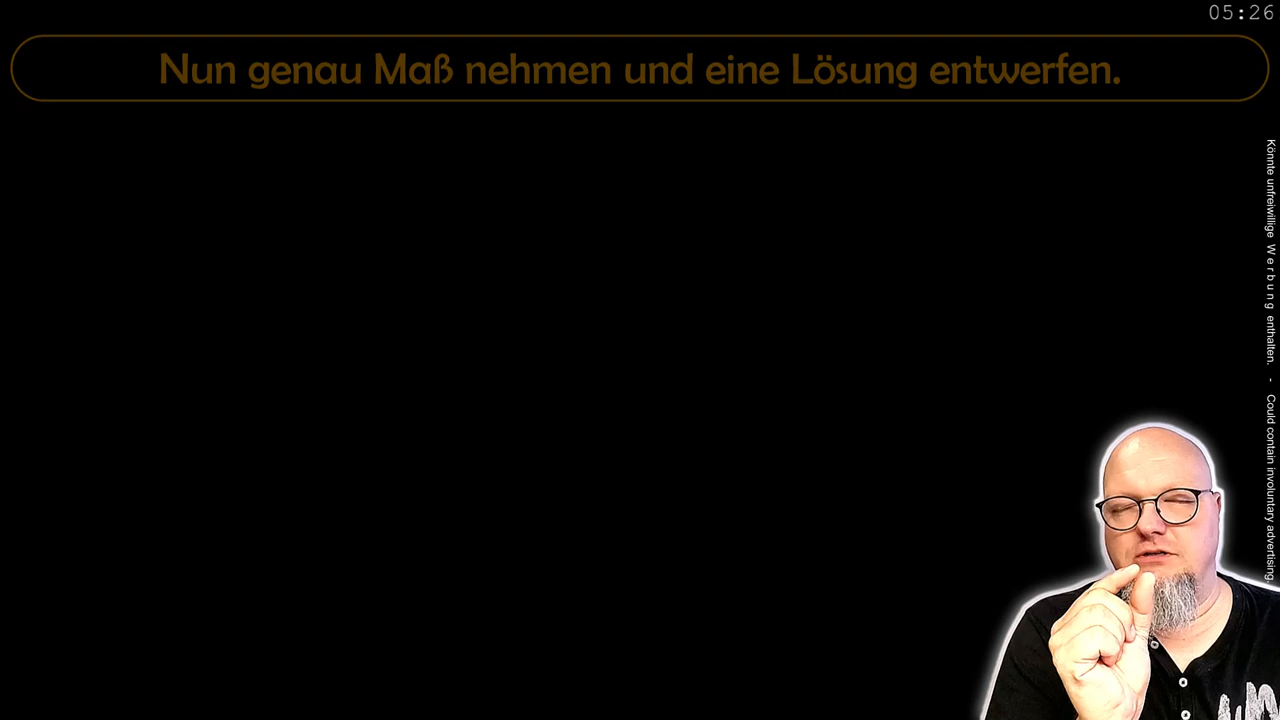 05:26
Nun genau Maß nehmen und eine Lösung entwerfen.
Könnte unfreiwillige W e r b u n g enthalten. - Could contain involuntary advertising.